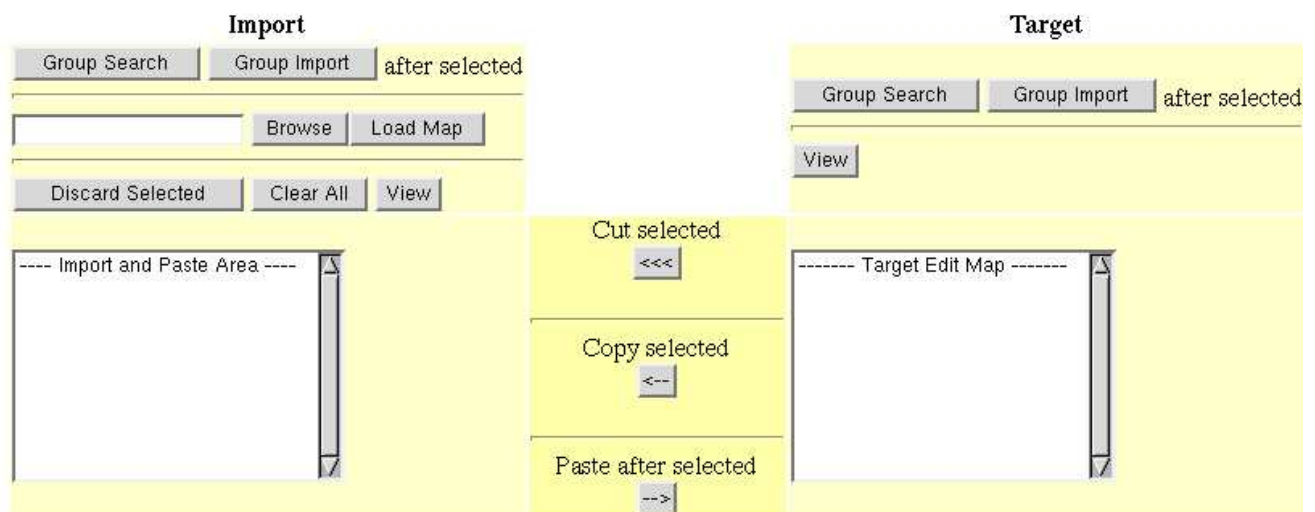 Import
Target
Group Search Group Import after selected
Group Search Group Import after selected
Browse Load Map
View
Discard Selected Clear All View
Cut selected
<<<
---- Import and Paste Area ----
------- Target Edit Map -------
Copy selected
<--
Paste after selected
-->